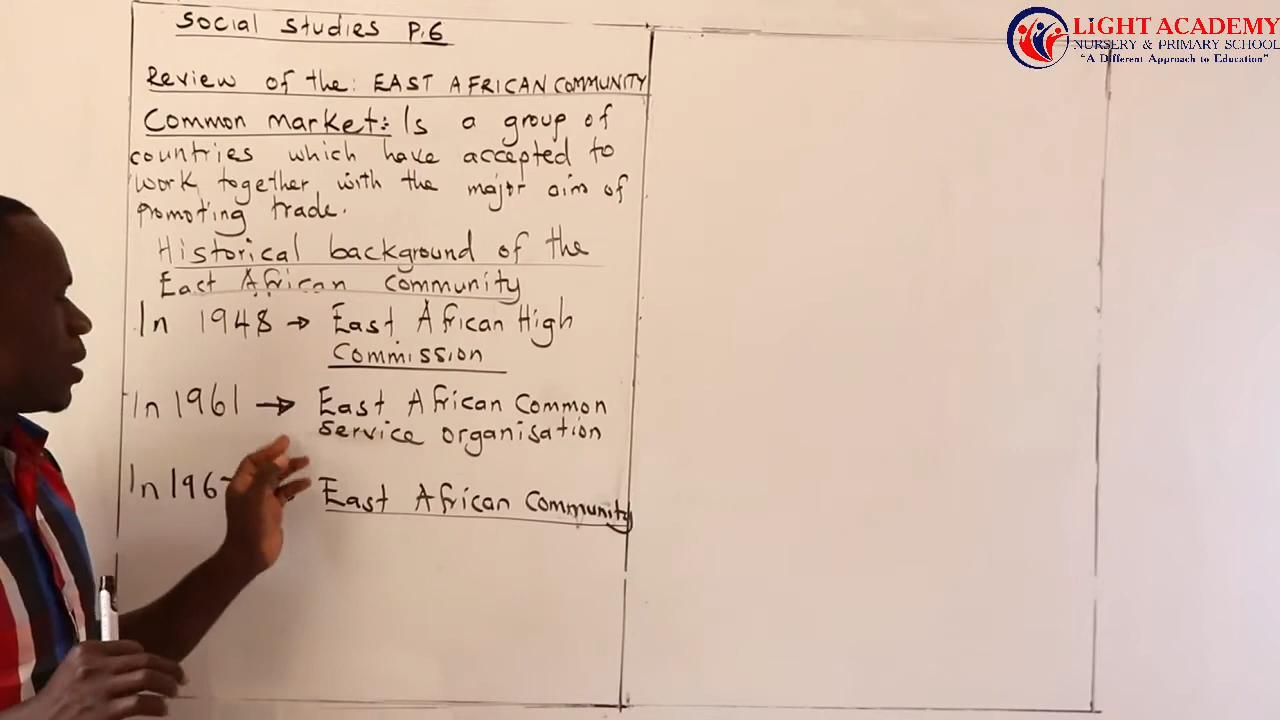 Social Studies P.6
Review of the: EAST AFRICAN COMMUNITY
Common market:- Is a group of
countries which have accepted to
work together with the major aim of
promoting trade.
Historical background of the
East African Community
In 1948 → East African High
Commission
In 1961 → East African Common
Service organisation
In East African Community
LIGHT ACADEMY
NURSERY & PRIMARY SCHOOL
"A Different Approach to Education"